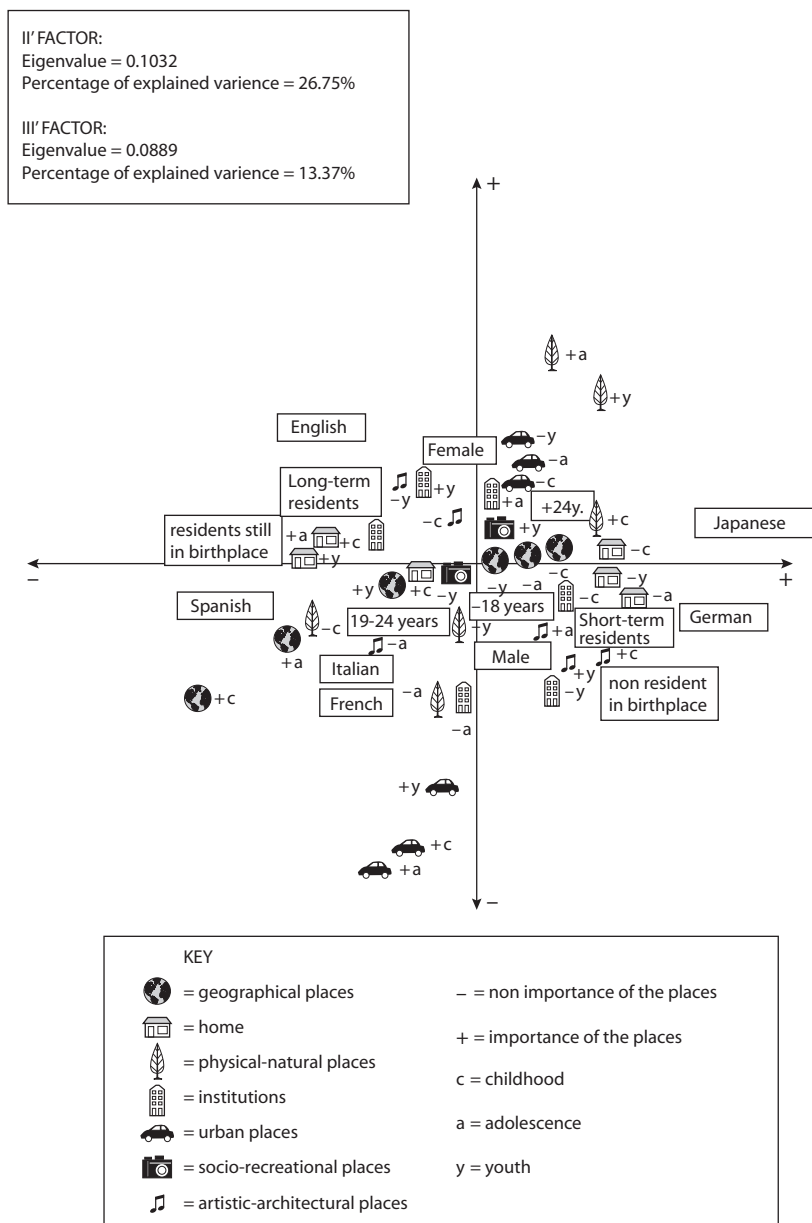 II' FACTOR:
Eigenvalue = 0.1032
Percentage of explained varience = 26.75%
III' FACTOR:
Eigenvalue = 0.0889
Percentage of explained varience = 13.37%
+
+a
+y
English
Female
–y
–a
–c
Long-term
residents
–y
+y
+a
+24y.
+c
–c
+y
Japanese
residents still
in birthplace
+a
+c
+y
–c
–
+
+y
+c
–y
–y
–a
–c
–y
–a
Spanish
–c
19-24 years
–y
–18 years
–c
Short-term
residents
German
+a
–a
+a
Italian
Male
+y
+c
+c
French
–a
–a
–y
non resident
in birthplace
+y
+c
+a
–
KEY
= geographical places
– = non importance of the places
= home
+ = importance of the places
= physical-natural places
c = childhood
= institutions
a = adolescence
= urban places
= socio-recreational places
y = youth
= artistic-architectural places